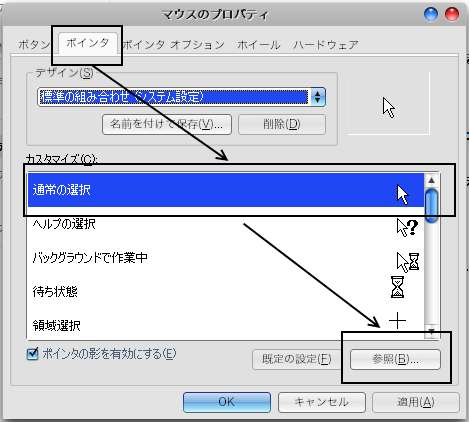 マウスのプロパティ
ボタン ポインタ ポインタ オプション ホイール ハードウェア
デザイン(S)
標準の組み合わせ (システム設定)
名前を付けて保存(V)... 削除(D)
カスタマイズ(C):
通常の選択
ヘルプの選択
バックグラウンドで作業中
待ち状態
領域選択
ポインタの影を有効にする(E)
既定の設定(F) 参照(B)...
OK キャンセル 適用(A)